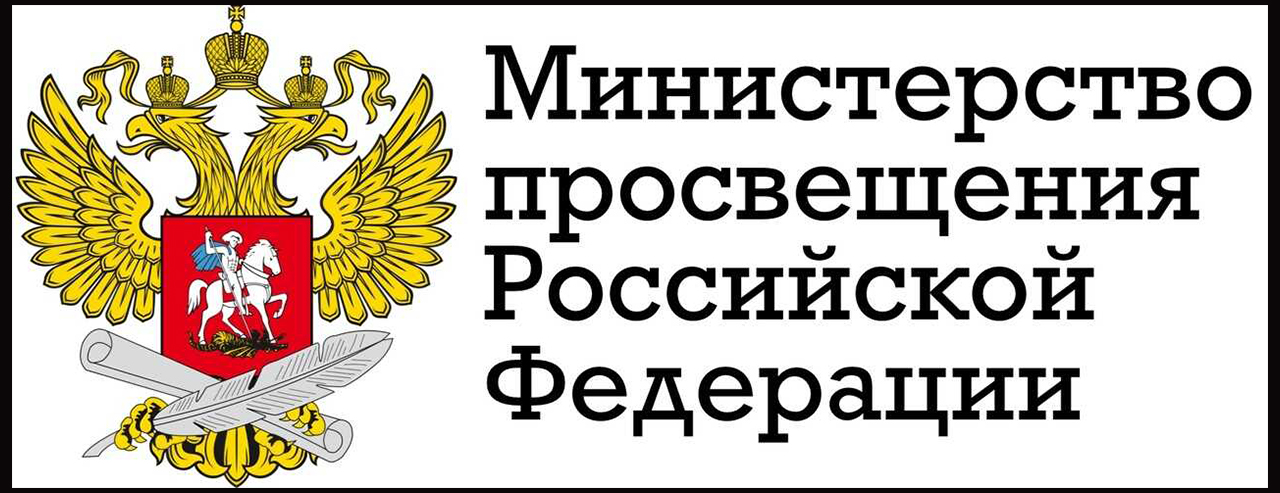 Министерство
просвещения
Российской
Федерации